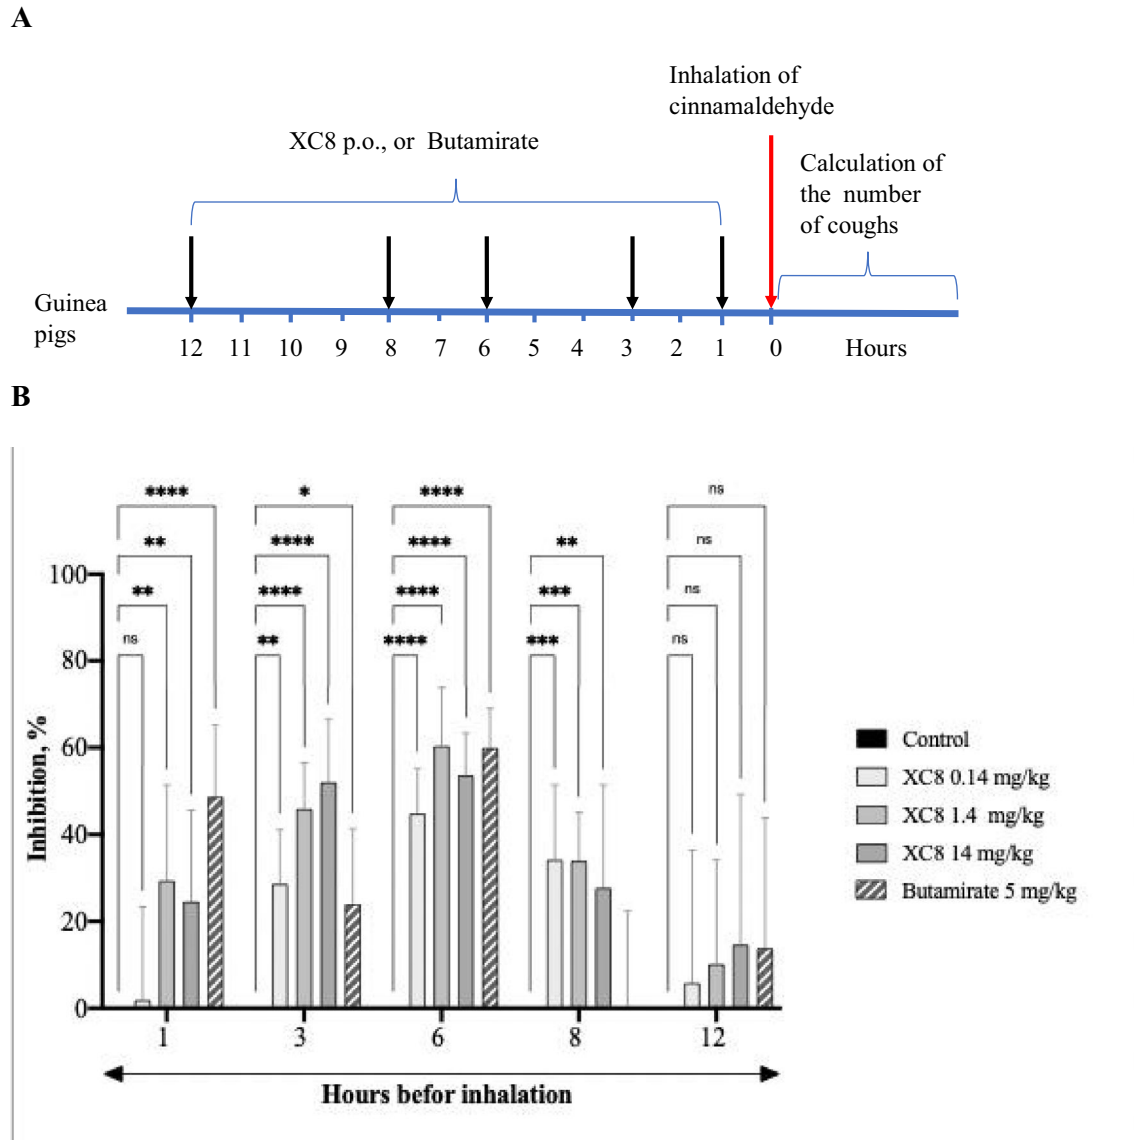 A
Inhalation of
cinnamaldehyde
XC8 p.o., or Butamirate
Calculation of
the number
of coughs
Guinea
pigs
12 11 10 9 8 7 6 5 4 3 2 1 0 Hours
B
**** * **** ns
** **** **** ** ns
** **** **** *** ns
ns ** **** *** ns
100
80
60
40
20
0
Inhibition, %
1 3 6 8 12
Hours befor inhalation
Control
XC8 0.14 mg/kg
XC8 1.4 mg/kg
XC8 14 mg/kg
Butamirate 5 mg/kg